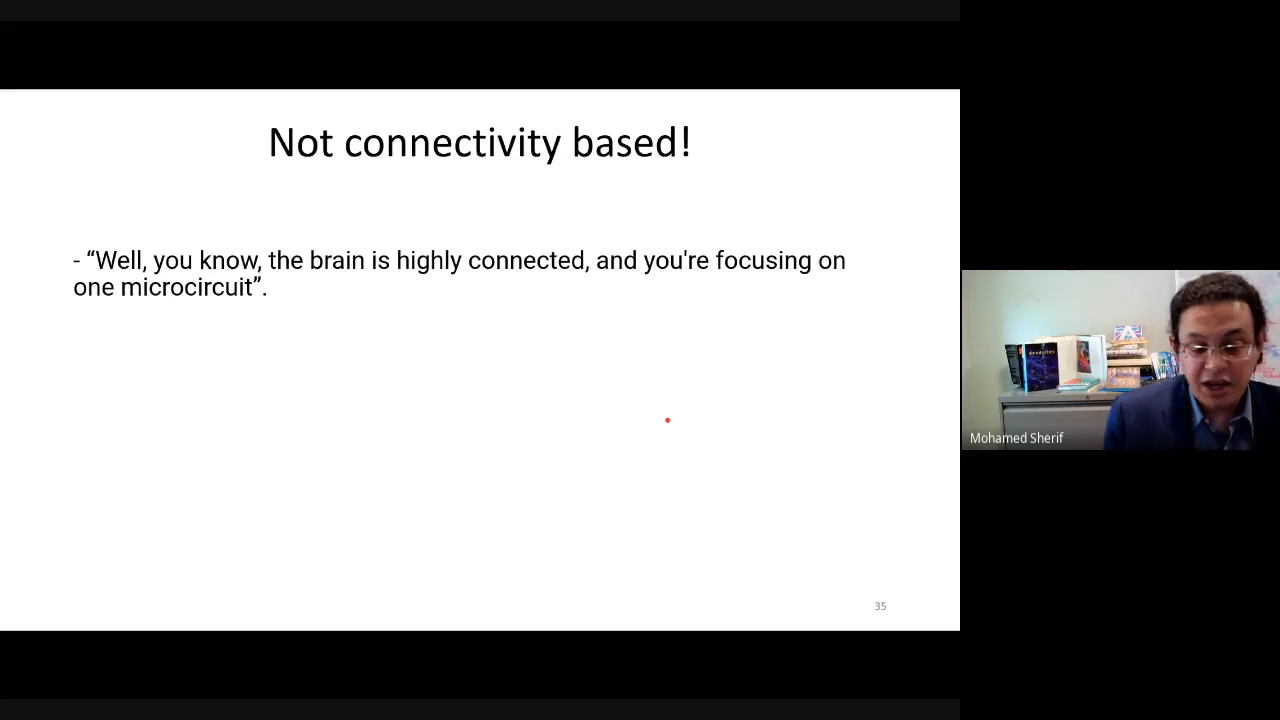 Not connectivity based!
- “Well, you know, the brain is highly connected, and you're focusing on
one microcircuit”.
35
Mohamed Sherif